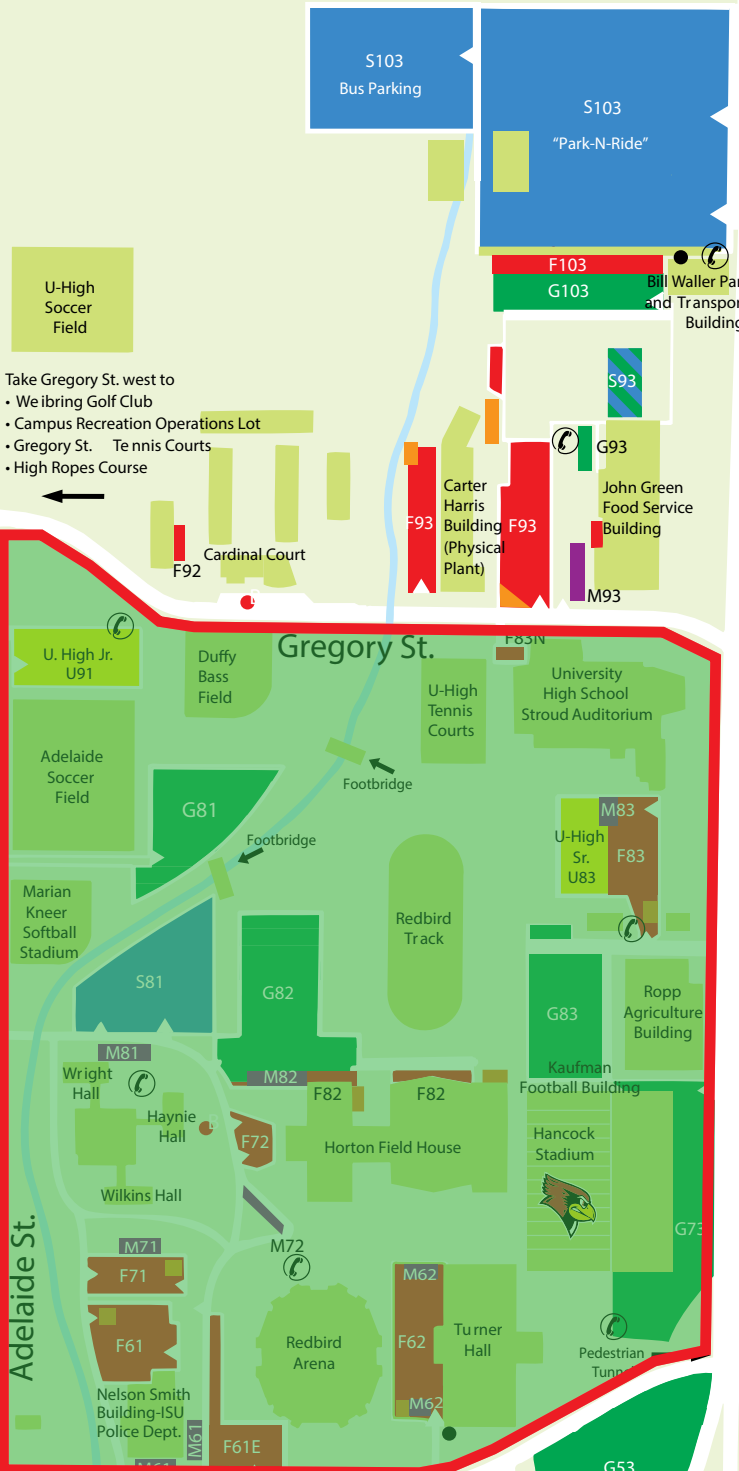 S103
Bus Parking
S103
“Park-N-Ride”
F103
G103
Bill Waller Par
and Transpor
Building
U-High
Soccer
Field
S93
Take Gregory St. west to
• Weibring Golf Club
• Campus Recreation Operations Lot
• Gregory St. Tennis Courts
• High Ropes Course
G93
Carter
Harris
Building
(Physical
Plant)
F93
F93
John Green
Food Service
Building
F92
Cardinal Court
M93
Gregory St.
F83N
U. High Jr.
U91
Duffy
Bass
Field
U-High
Tennis
Courts
University
High School
Stroud Auditorium
Adelaide
Soccer
Field
Footbridge
G81
Footbridge
M83
U-High
Sr.
U83
F83
Marian
Kneer
Softball
Stadium
Redbird
Track
S81
G82
G83
Ropp
Agriculture
Building
M81
Wright
Hall
M82
F82
F82
Kaufman
Football Building
Haynie
Hall
F72
Horton Field House
Hancock
Stadium
Wilkins Hall
G73
M71
M72
F71
M62
F61
Redbird
Arena
F62
Turner
Hall
Pedestrian
Tunne
Adelaide St.
Nelson Smith
Building-ISU
Police Dept.
M62
M61
F61E
M61
G53